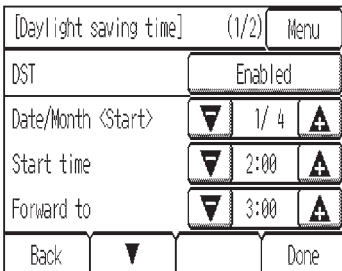 [Daylight saving time] (1/2) Menu
DST Enabled
Date/Month <Start> 1/ 4
Start time 2:00
Forward to 3:00
Back Done